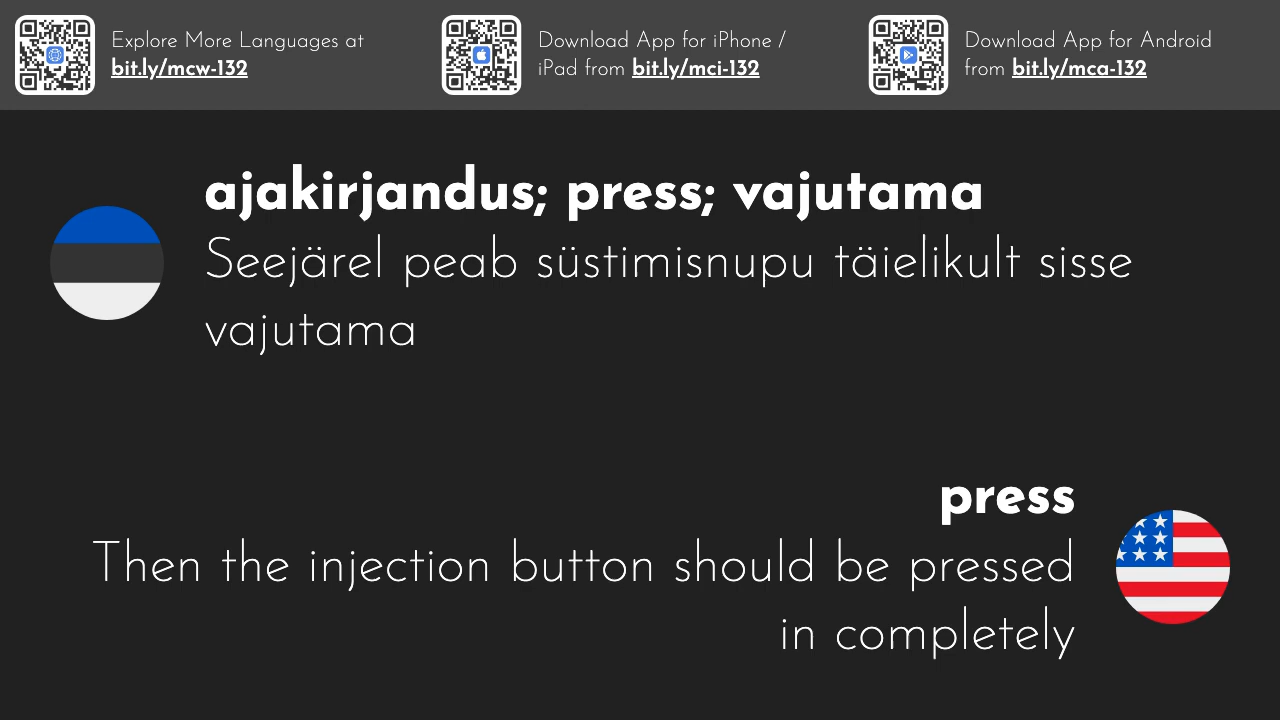 Explore More Languages at
bit.ly/mcw-132
Download App for iPhone /
iPad from bit.ly/mci-132
Download App for Android
from bit.ly/mca-132
ajakirjandus; press; vajutama
Seejärel peab süstimisnupu täielikult sisse
vajutama
press
Then the injection button should be pressed
in completely